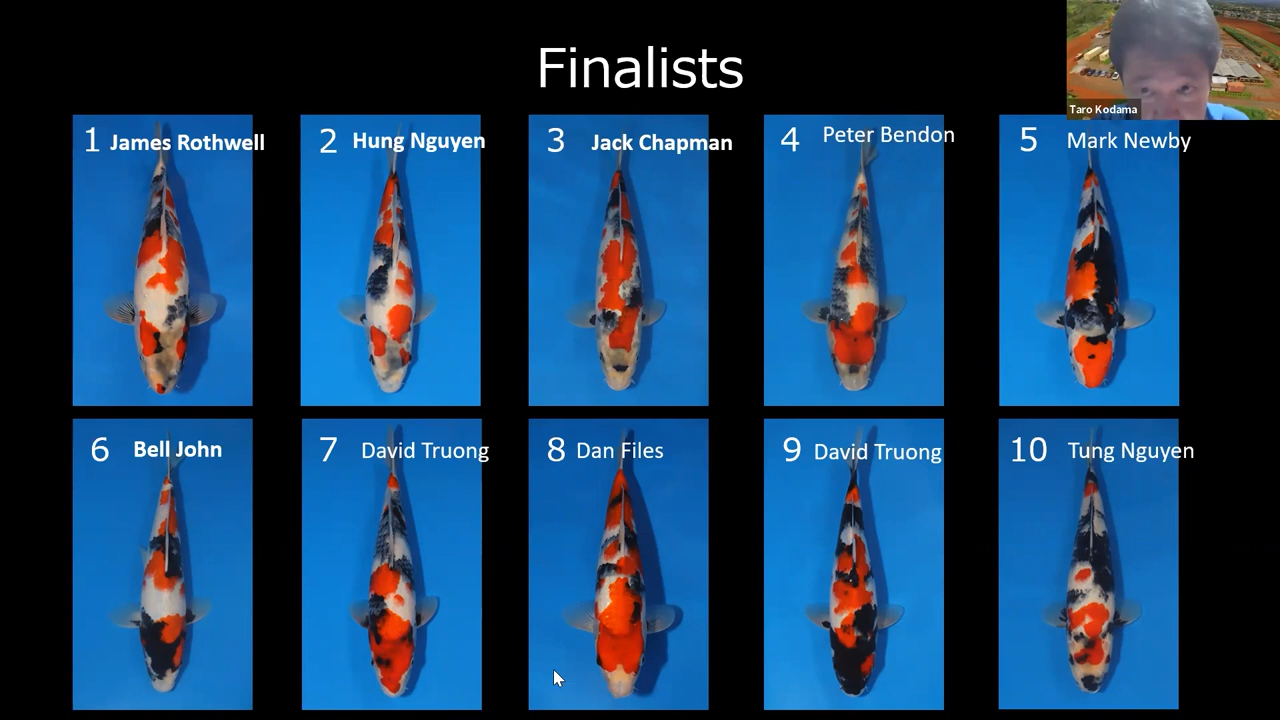 Finalists
Taro Kodama
1 James Rothwell
2 Hung Nguyen
3 Jack Chapman
4 Peter Bendon
5 Mark Newby
6 Bell John
7 David Truong
8 Dan Files
9 David Truong
10 Tung Nguyen